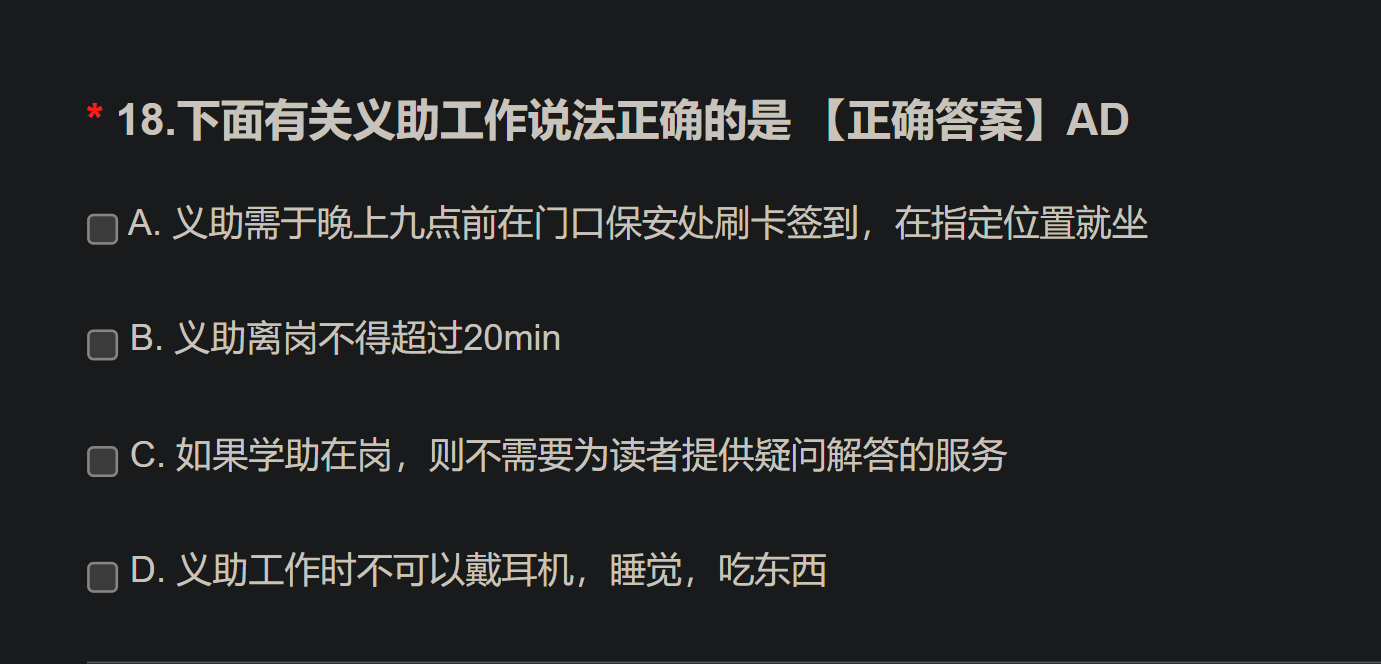 * 18.下面有关义助工作说法正确的是 【正确答案】AD
A. 义助需于晚上九点前在门口保安处刷卡签到，在指定位置就坐
B. 义助离岗不得超过20min
C. 如果学助在岗，则不需要为读者提供疑问解答的服务
D. 义助工作时不可以戴耳机，睡觉，吃东西